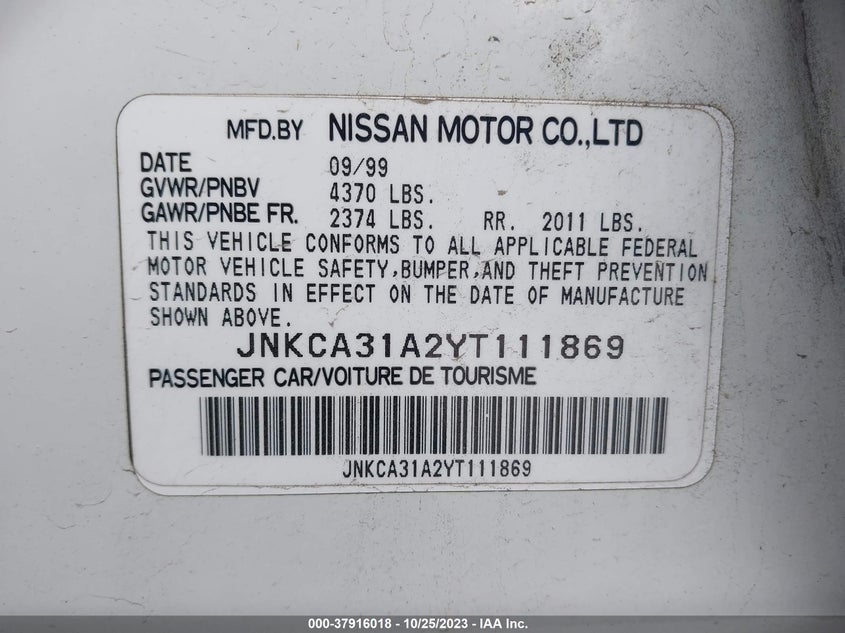 MFD.BY NISSAN MOTOR CO.,LTD
DATE 09/99
GVWR/PNBV 4370 LBS.
GAWR/PNBE FR. 2374 LBS. RR. 2011 LBS.
THIS VEHICLE CONFORMS TO ALL APPLICABLE FEDERAL
MOTOR VEHICLE SAFETY,BUMPER,AND THEFT PREVENTION
STANDARDS IN EFFECT ON THE DATE OF MANUFACTURE
SHOWN ABOVE.
JNKCA31A2YT111869
PASSENGER CAR/VOITURE DE TOURISME
JNKCA31A2YT111869
000-37916018 - 10/25/2023 - IAA Inc.